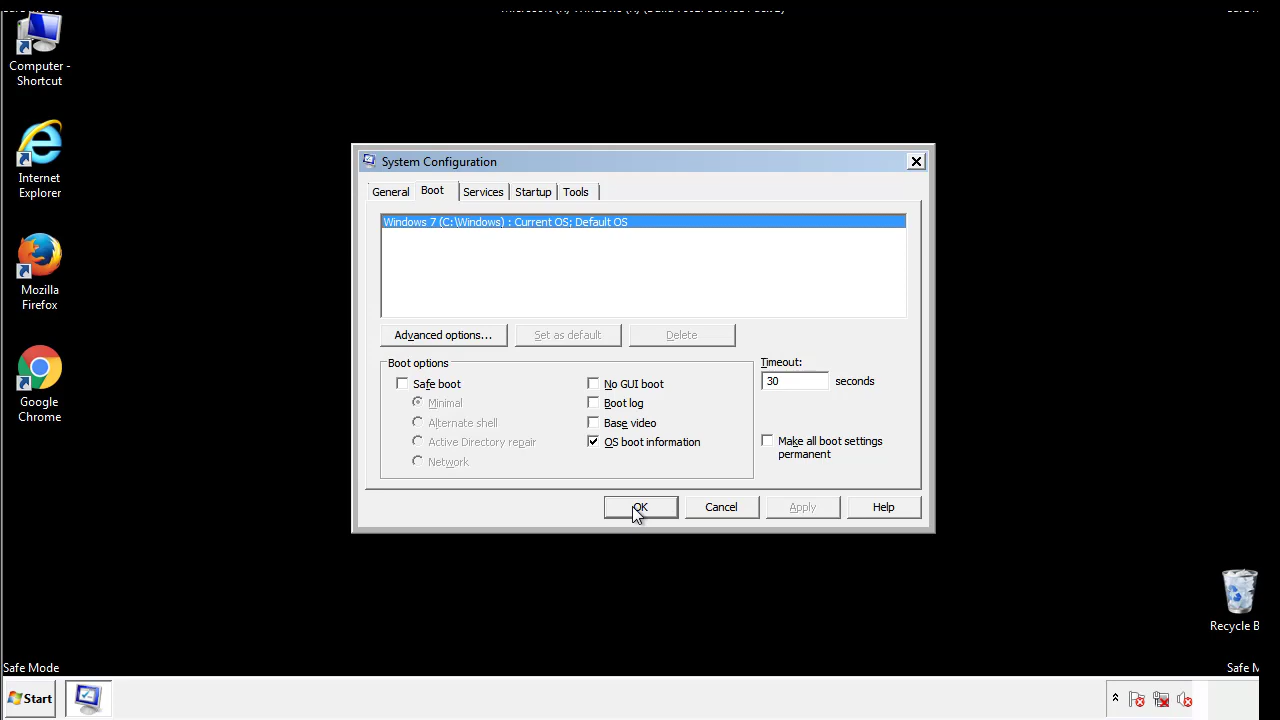 Computer -
Shortcut
Internet
Explorer
Mozilla
Firefox
Google
Chrome
System Configuration
General
Boot
Services
Startup
Tools
Windows 7 (C:\Windows) : Current OS; Default OS
Advanced options...
Set as default
Delete
Boot options
Safe boot
Minimal
Alternate shell
Active Directory repair
Network
No GUI boot
Boot log
Base video
OS boot information
Timeout:
30 seconds
Make all boot settings
permanent
OK
Cancel
Apply
Help
Recycle B
Safe Mode
Safe M
Start